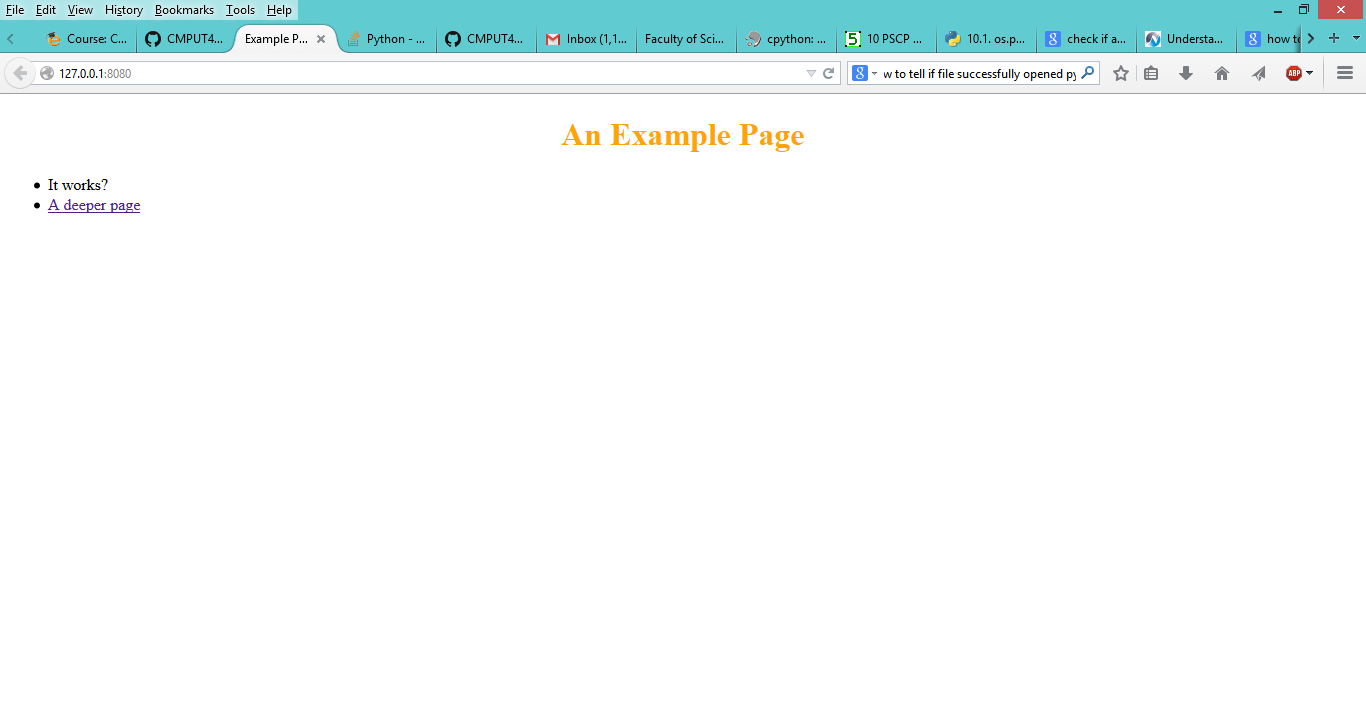 File Edit View History Bookmarks Tools Help
Course: C... CMPUT4... Example P... Python - ... CMPUT4... Inbox (1,1... Faculty of Sci... cpython: ... 10 PSCP ... 10.1. os.p... check if a... Understa... how to
127.0.0.1:8080 w to tell if file successfully opened py ABP
An Example Page
It works?
A deeper page